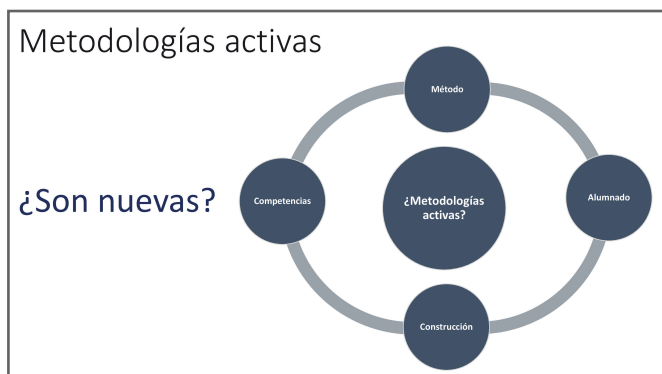 Metodologías activas
¿Son nuevas?
Método
Competencias
¿Metodologías
activas?
Alumnado
Construcción